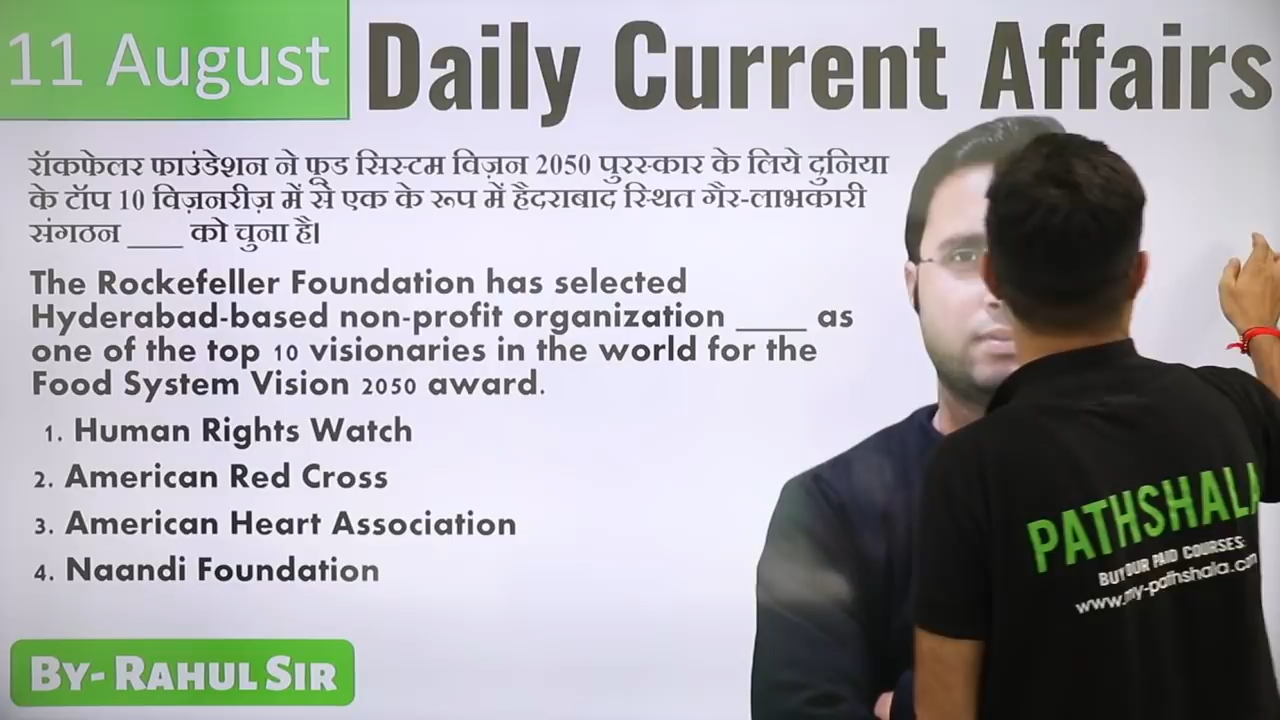 11 August
Daily Current Affairs
रॉकफेलर फाउंडेशन ने फूड सिस्टम विज़न 2050 पुरस्कार के लिये दुनिया
के टॉप 10 विज़नरीज़ में से एक के रूप में हैदराबाद स्थित गैर-लाभकारी
संगठन ____ को चुना है।
The Rockefeller Foundation has selected
Hyderabad-based non-profit organization ____ as
one of the top 10 visionaries in the world for the
Food System Vision 2050 award.
1. Human Rights Watch
2. American Red Cross
3. American Heart Association
4. Naandi Foundation
By- Rahul Sir
PATHSHALA
BUY OUR PAID COURSES:
www.my-pathshala.com